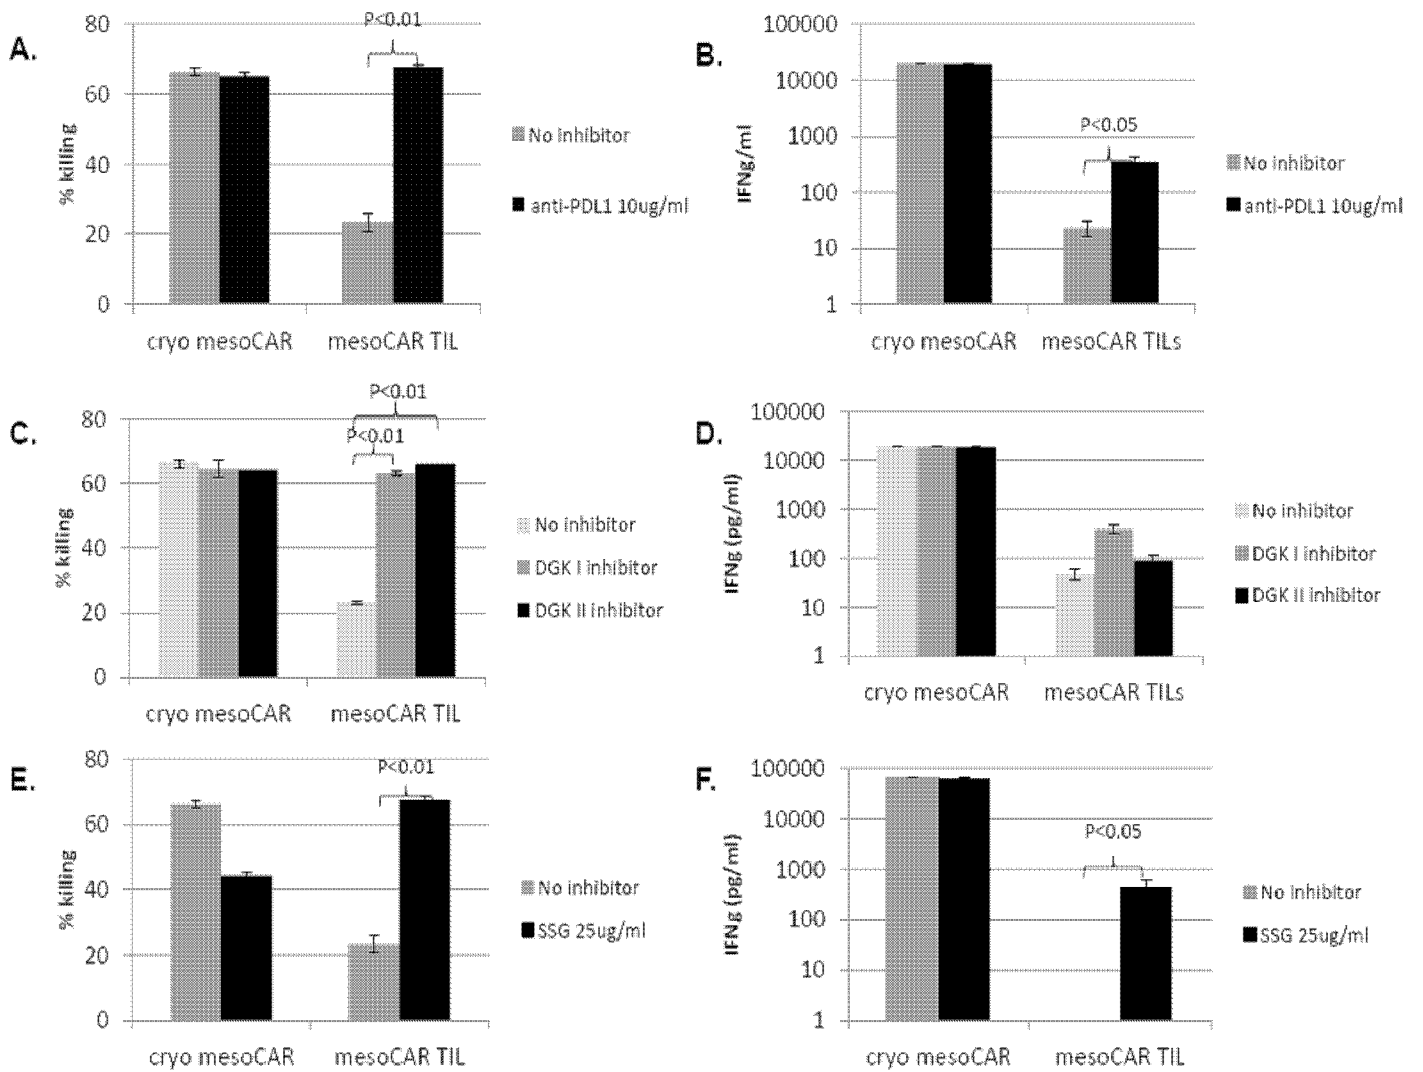 A.
80
60
40
20
0
% killing
P<0.01
cryo mesoCAR
mesoCAR TIL
No inhibitor
anti-PDL1 10ug/ml
B.
100000
10000
1000
100
10
1
IFNg/ml
P<0.05
cryo mesoCAR
mesoCAR TILs
No inhibitor
anti-PDL1 10ug/ml
C.
80
60
40
20
0
% killing
P<0.01
P<0.01
cryo mesoCAR
mesoCAR TIL
No inhibitor
DGK I inhibitor
DGK II inhibitor
D.
100000
10000
1000
100
10
1
IFNg (pg/ml)
cryo mesoCAR
mesoCAR TILs
No inhibitor
DGK I inhibitor
DGK II inhibitor
E.
80
60
40
20
0
% killing
P<0.01
cryo mesoCAR
mesoCAR TIL
No inhibitor
SSG 25ug/ml
F.
100000
10000
1000
100
10
1
IFNg (pg/ml)
P<0.05
cryo mesoCAR
mesoCAR TIL
No inhibitor
SSG 25ug/ml